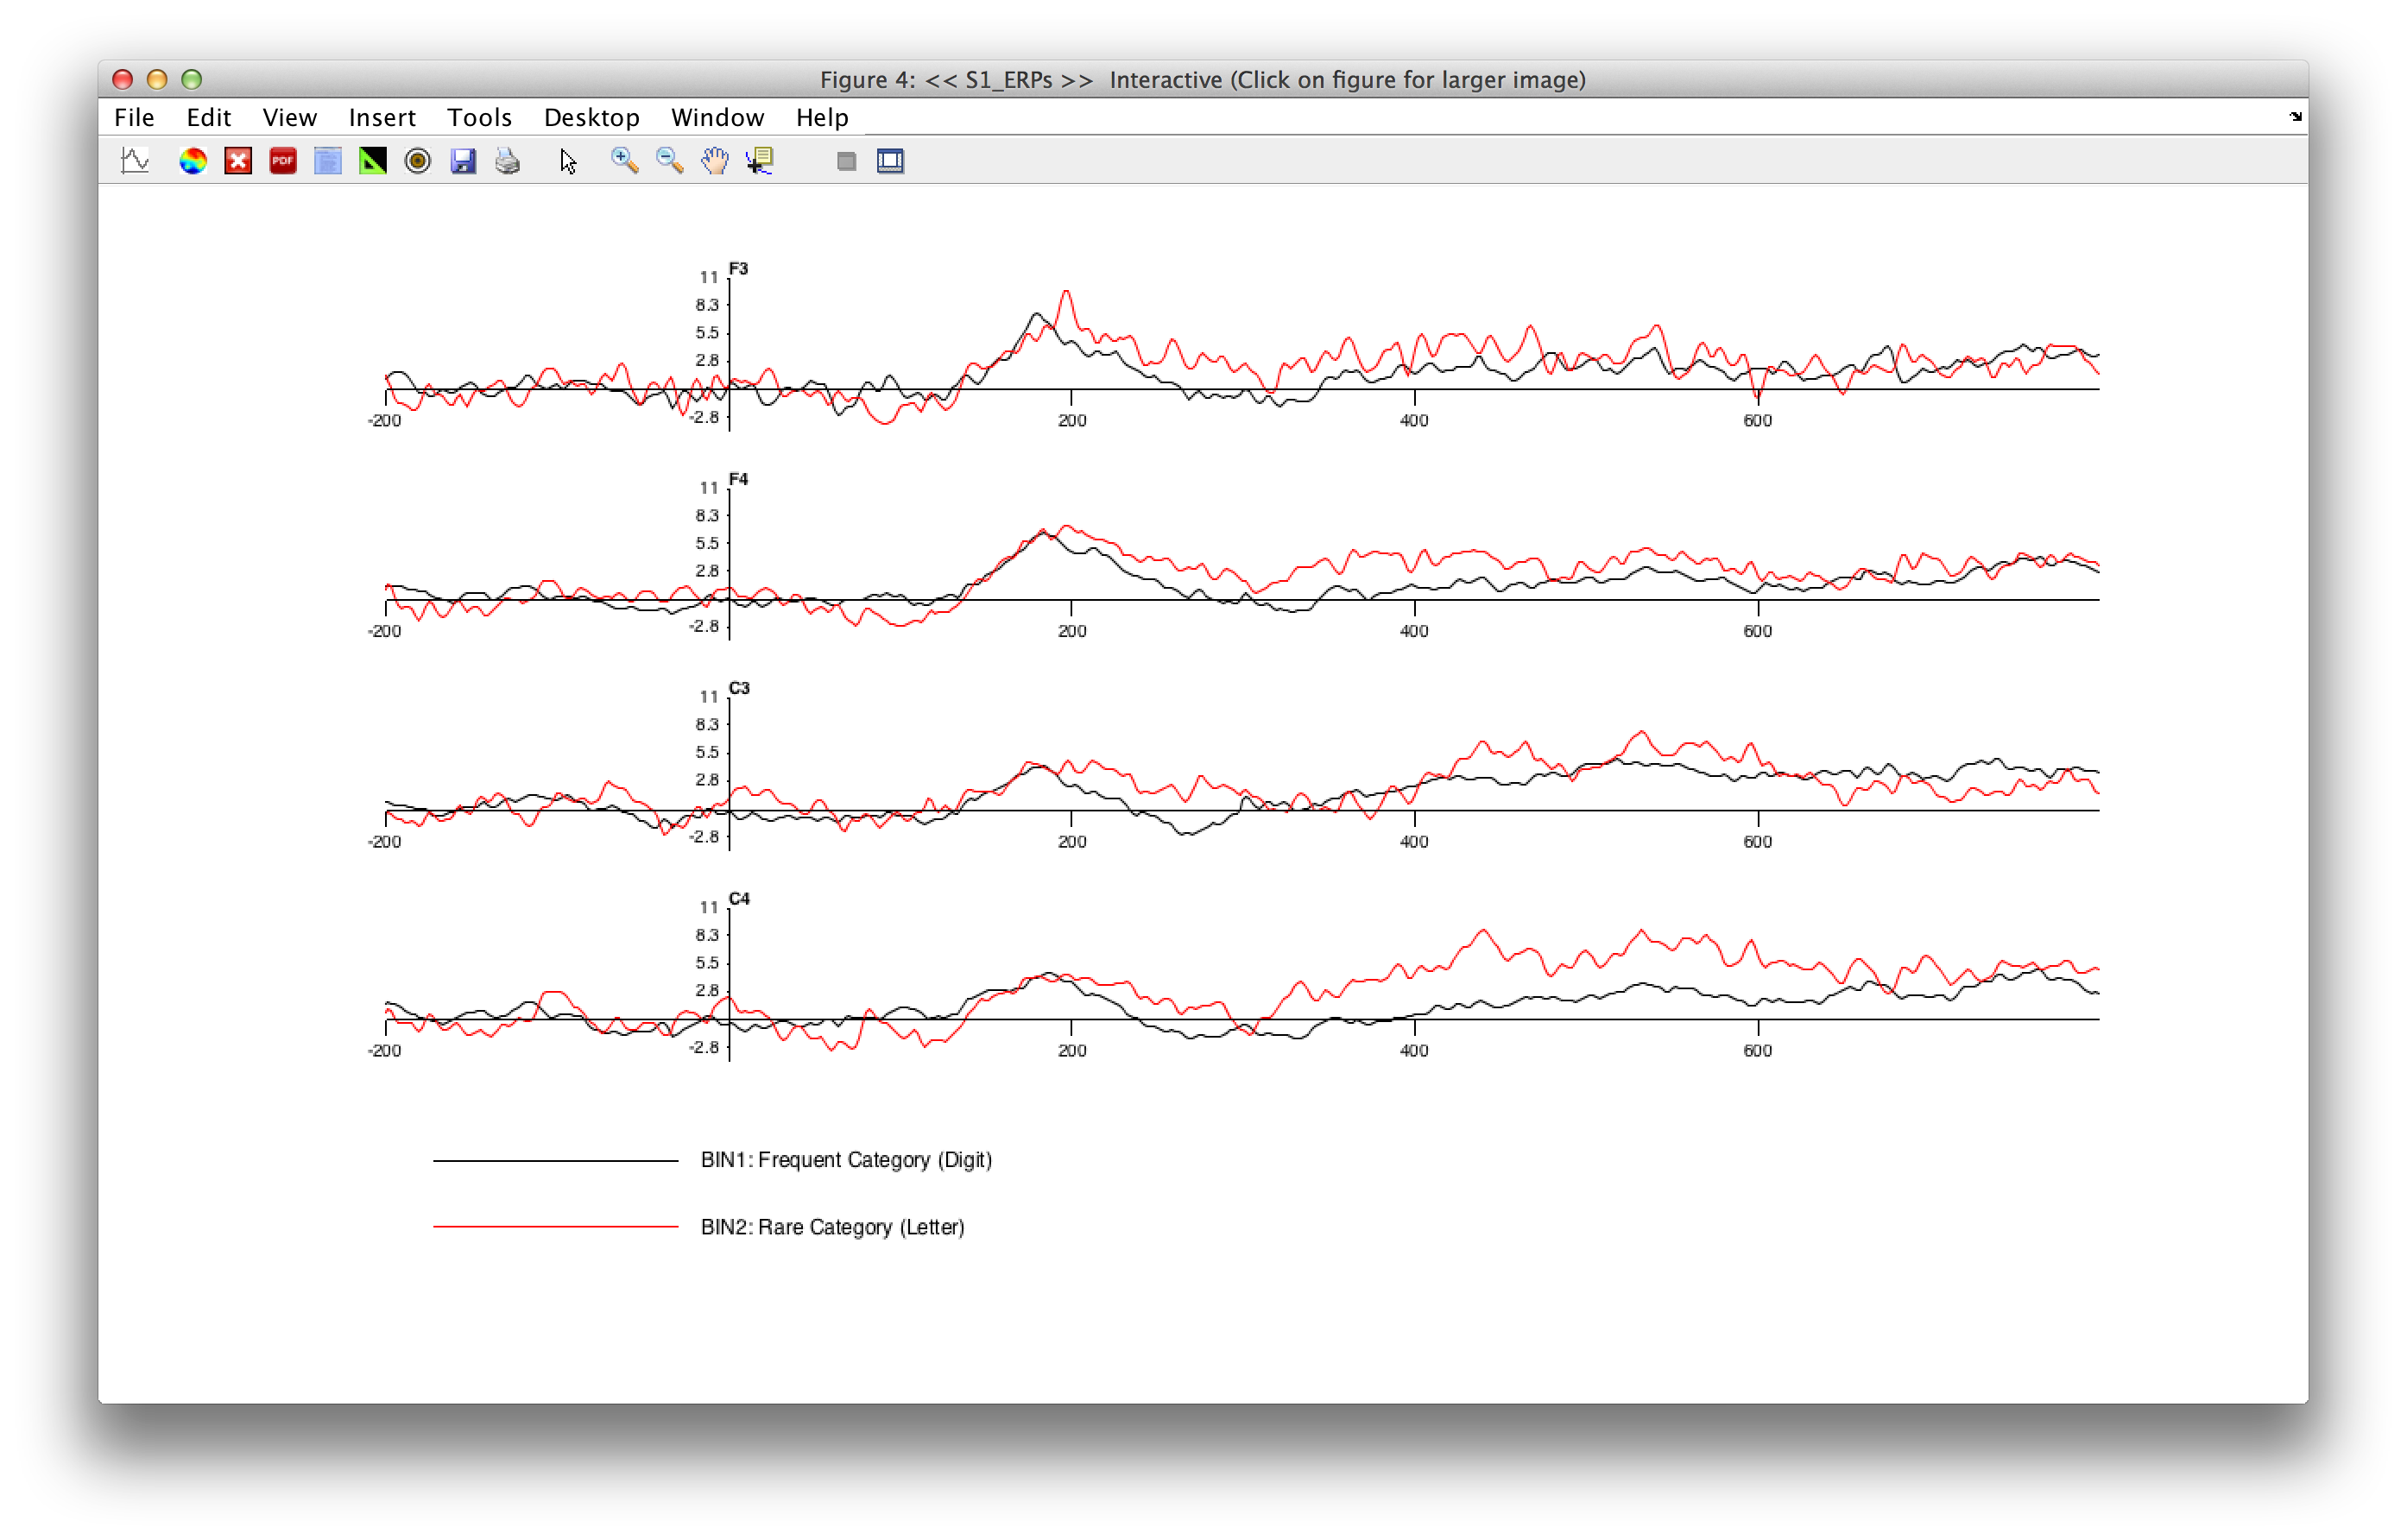 Figure 4: << S1_ERPs >> Interactive (Click on figure for larger image)
File Edit View Insert Tools Desktop Window Help
PDF
F3
11
8.3
5.5
2.8
-2.8
-200 200 400 600
F4
11
8.3
5.5
2.8
-2.8
-200 200 400 600
C3
11
8.3
5.5
2.8
-2.8
-200 200 400 600
C4
11
8.3
5.5
2.8
-2.8
-200 200 400 600
BIN1: Frequent Category (Digit)
BIN2: Rare Category (Letter)